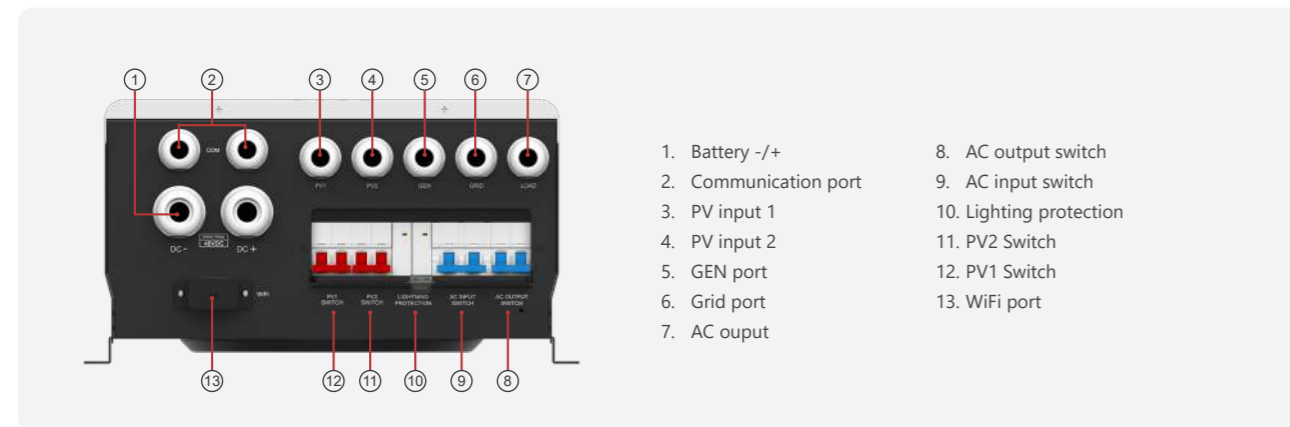 1 2 3 4 5 6 7
COM
PV1 PV2 GEN GRID LOAD
DC- 48VDC DC+
WiFi
PV1 SWITCH PV2 SWITCH LIGHTNING PROTECTION AC INPUT SWITCH AC OUTPUT SWITCH
13 12 11 10 9 8
1. Battery -/+
2. Communication port
3. PV input 1
4. PV input 2
5. GEN port
6. Grid port
7. AC ouput
8. AC output switch
9. AC input switch
10. Lighting protection
11. PV2 Switch
12. PV1 Switch
13. WiFi port